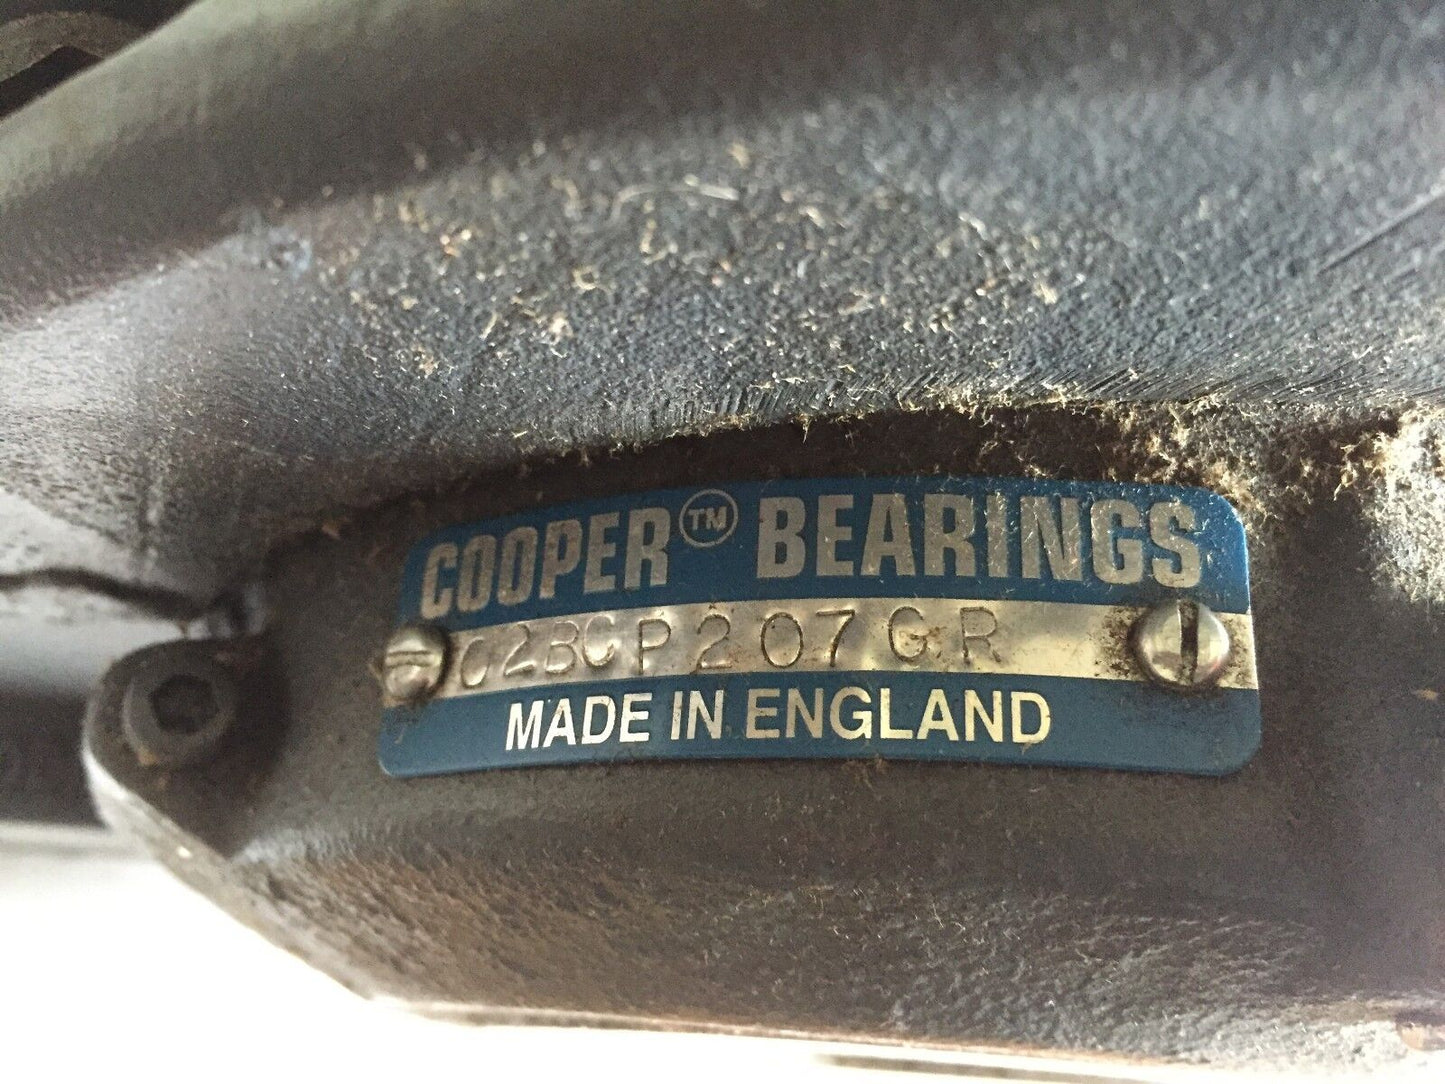 COOPER™ BEARINGS
02BCP207GR
MADE IN ENGLAND